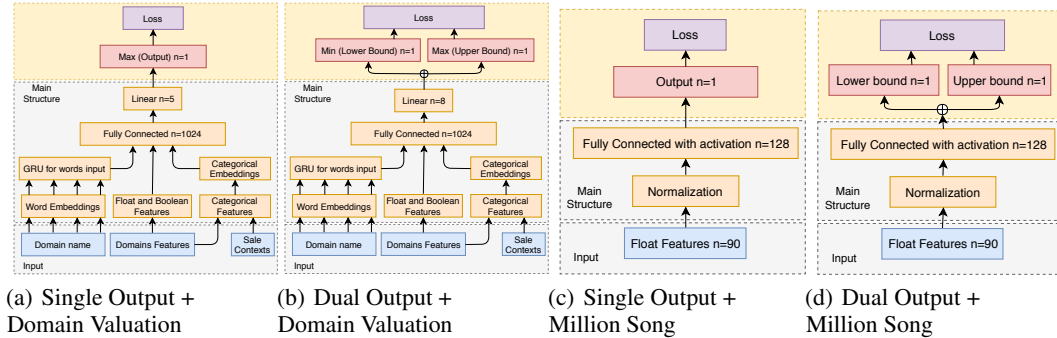 Loss
Max (Output) n=1
Main
Structure
Linear n=5
Fully Connected n=1024
GRU for words input
Categorical
Embeddings
Word Embeddings
Float and Boolean
Features
Categorical
Features
Domain name
Domains Features
Sale
Contexts
Input
(a) Single Output +
Domain Valuation
Loss
Min (Lower Bound) n=1
Max (Upper Bound) n=1
Main
Structure
Linear n=8
Fully Connected n=1024
GRU for words input
Categorical
Embeddings
Word Embeddings
Float and Boolean
Features
Categorical
Features
Domain name
Domains Features
Sale
Contexts
Input
(b) Dual Output +
Domain Valuation
Loss
Output n=1
Fully Connected with activation n=128
Normalization
Main
Structure
Float Features n=90
Input
(c) Single Output +
Million Song
Loss
Lower bound n=1
Upper bound n=1
Fully Connected with activation n=128
Normalization
Main
Structure
Float Features n=90
Input
(d) Dual Output +
Million Song